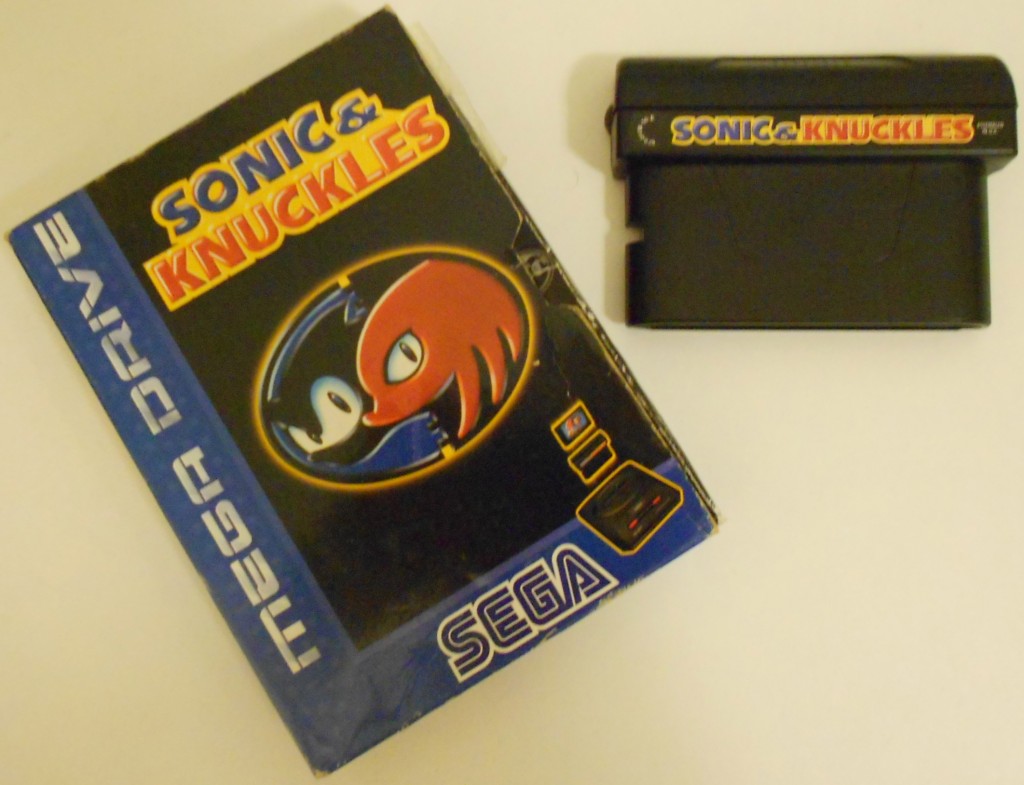 SONIC &
KNUCKLES
MEGA DRIVE
SEGA
SONIC & KNUCKLES